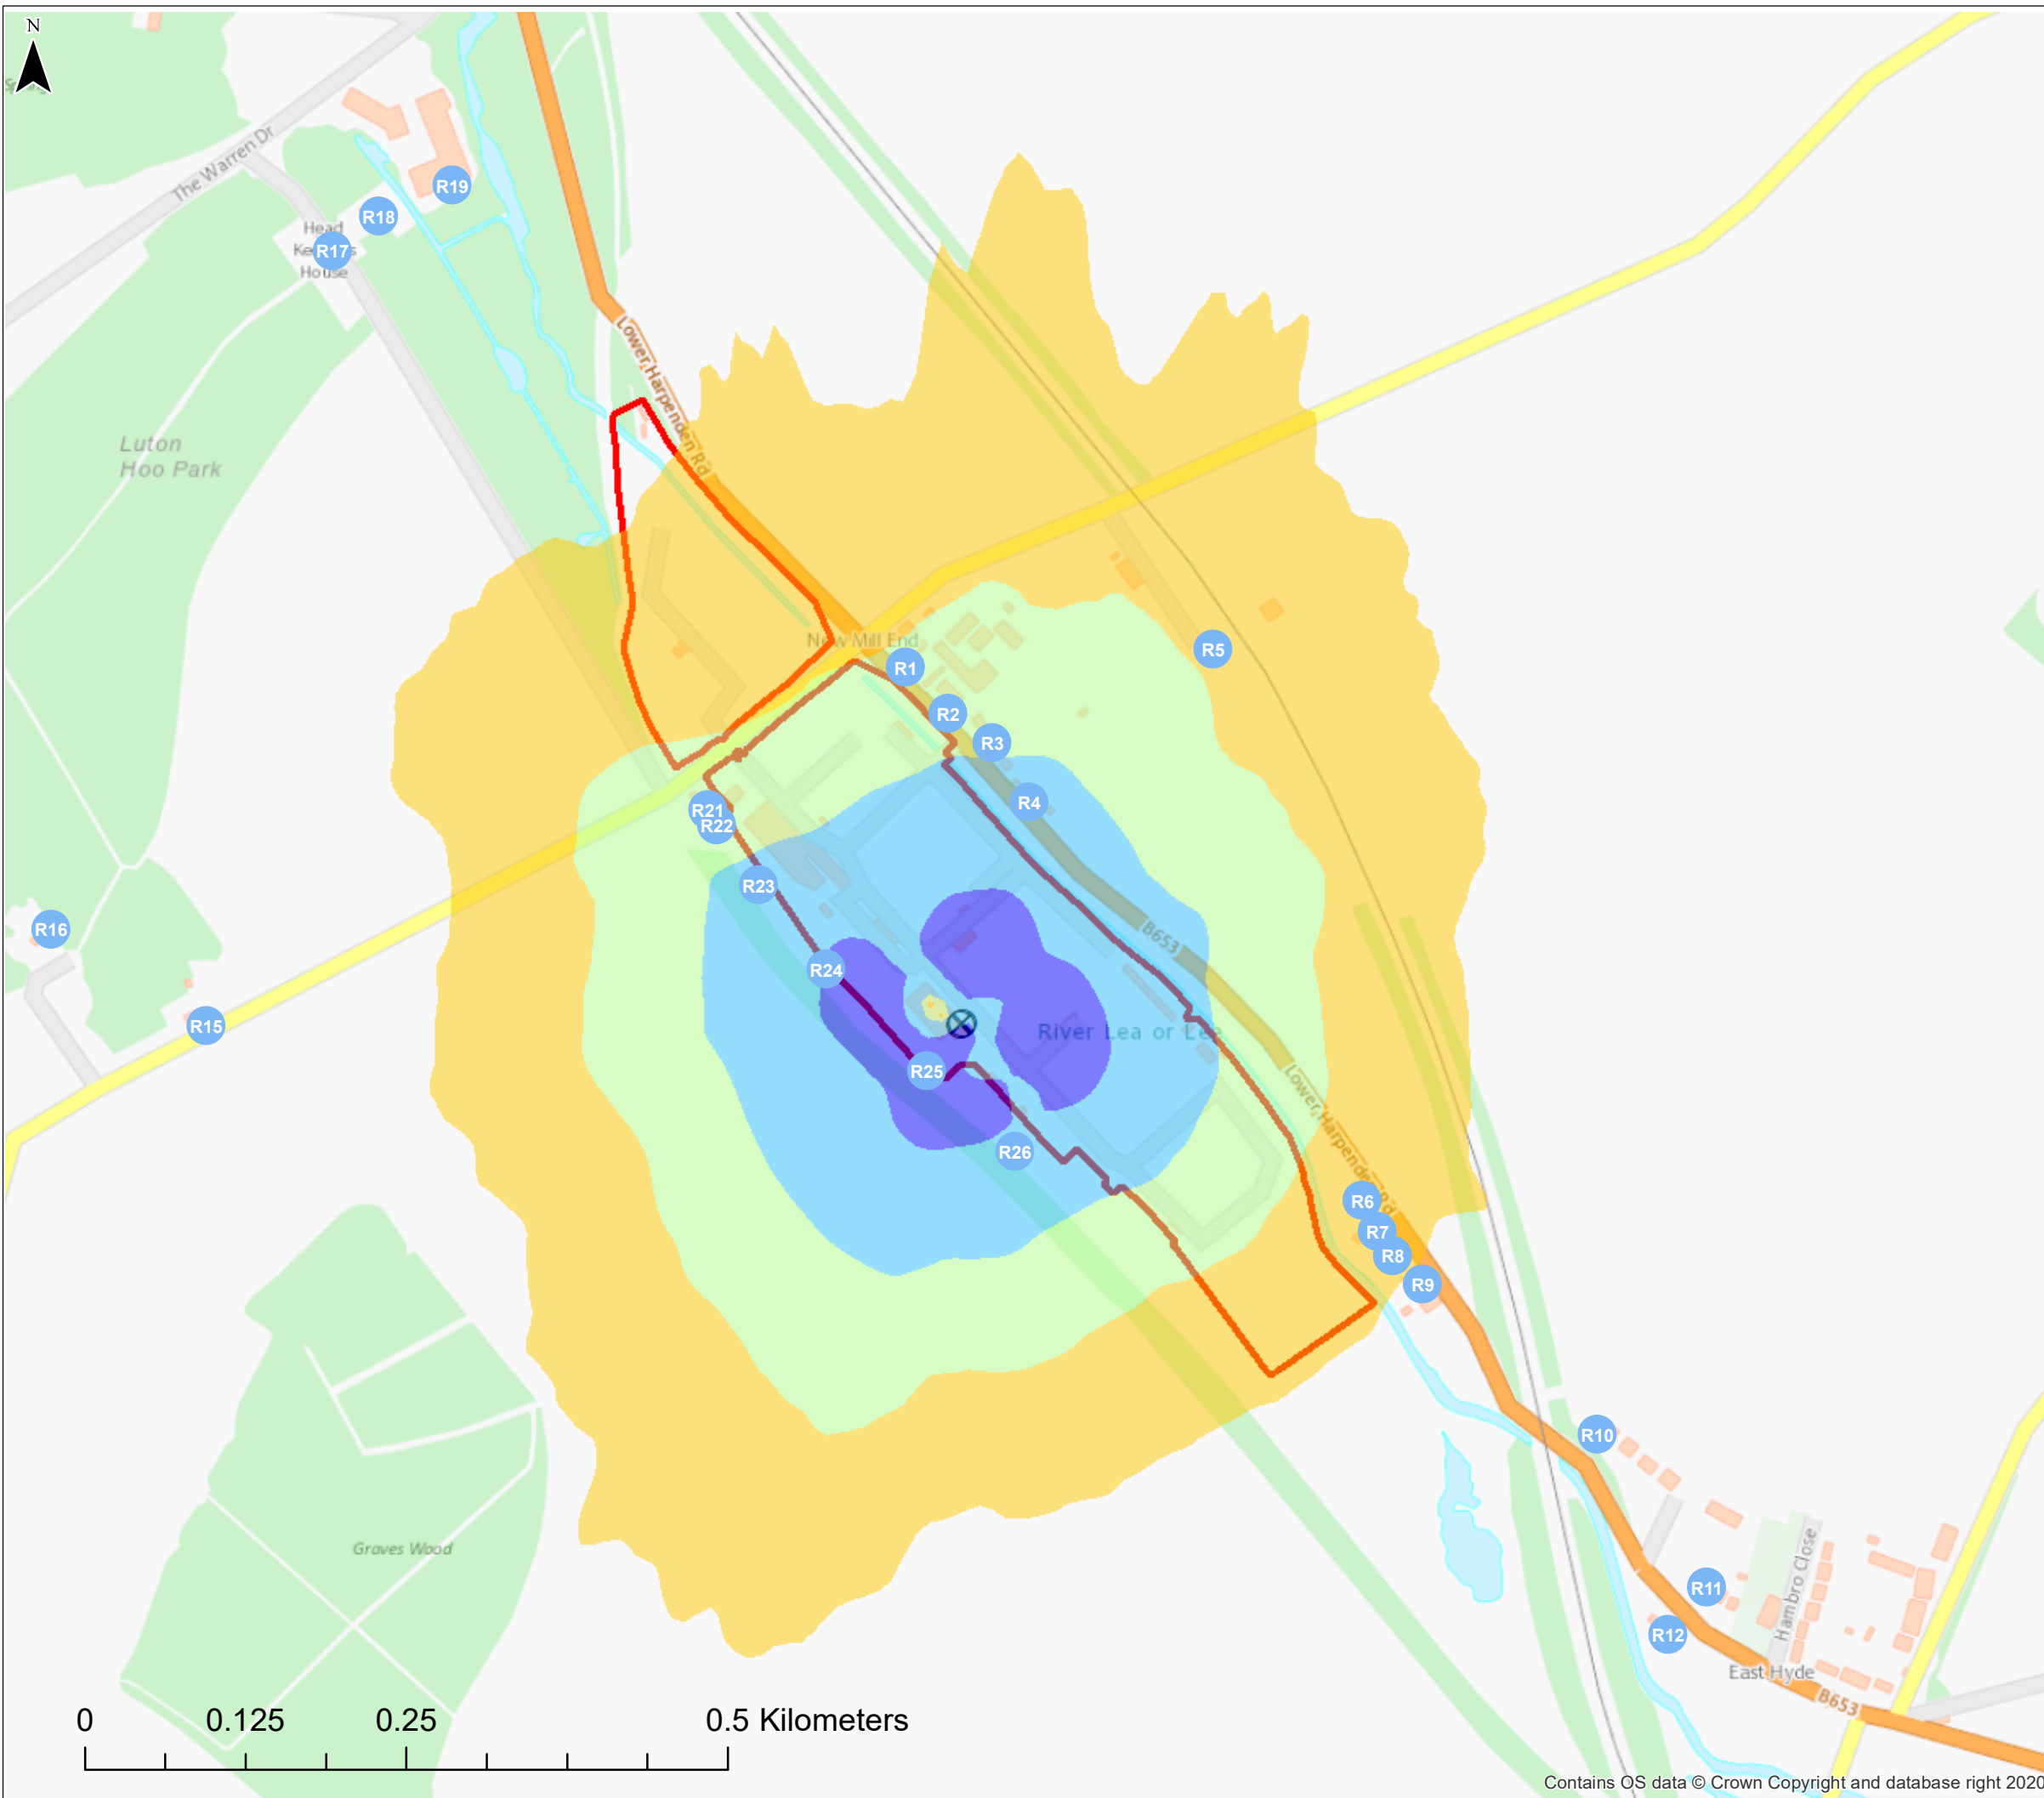 N
The Warren Dr
R19
R18
Head
R17
House
Lower Harpenden Rd
Luton
Hoo Park
New Mill End
R1
R5
R2
R3
R4
R21
R22
R23
R16
B653
R24
R15
River Lea or Lee
R25
R26
Lower Harpenden Rd
R6
R7
R8
R9
R10
Graves Wood
R11
Hambro Close
R12
East Hyde
B653
0 0.125 0.25 0.5 Kilometers
Contains OS data © Crown Copyright and database right 2020